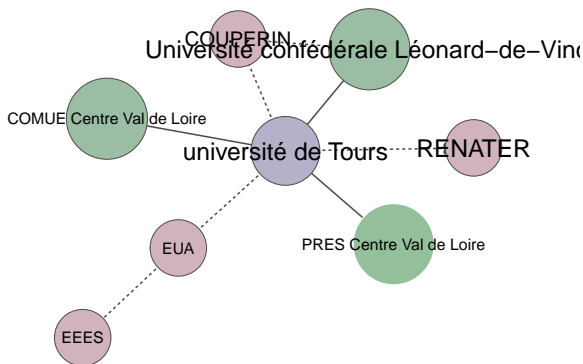 COUPERIN
Université confédérale Léonard−de−Vinc
COMUE Centre Val de Loire
université de Tours
RENATER
PRES Centre Val de Loire
EUA
EEES